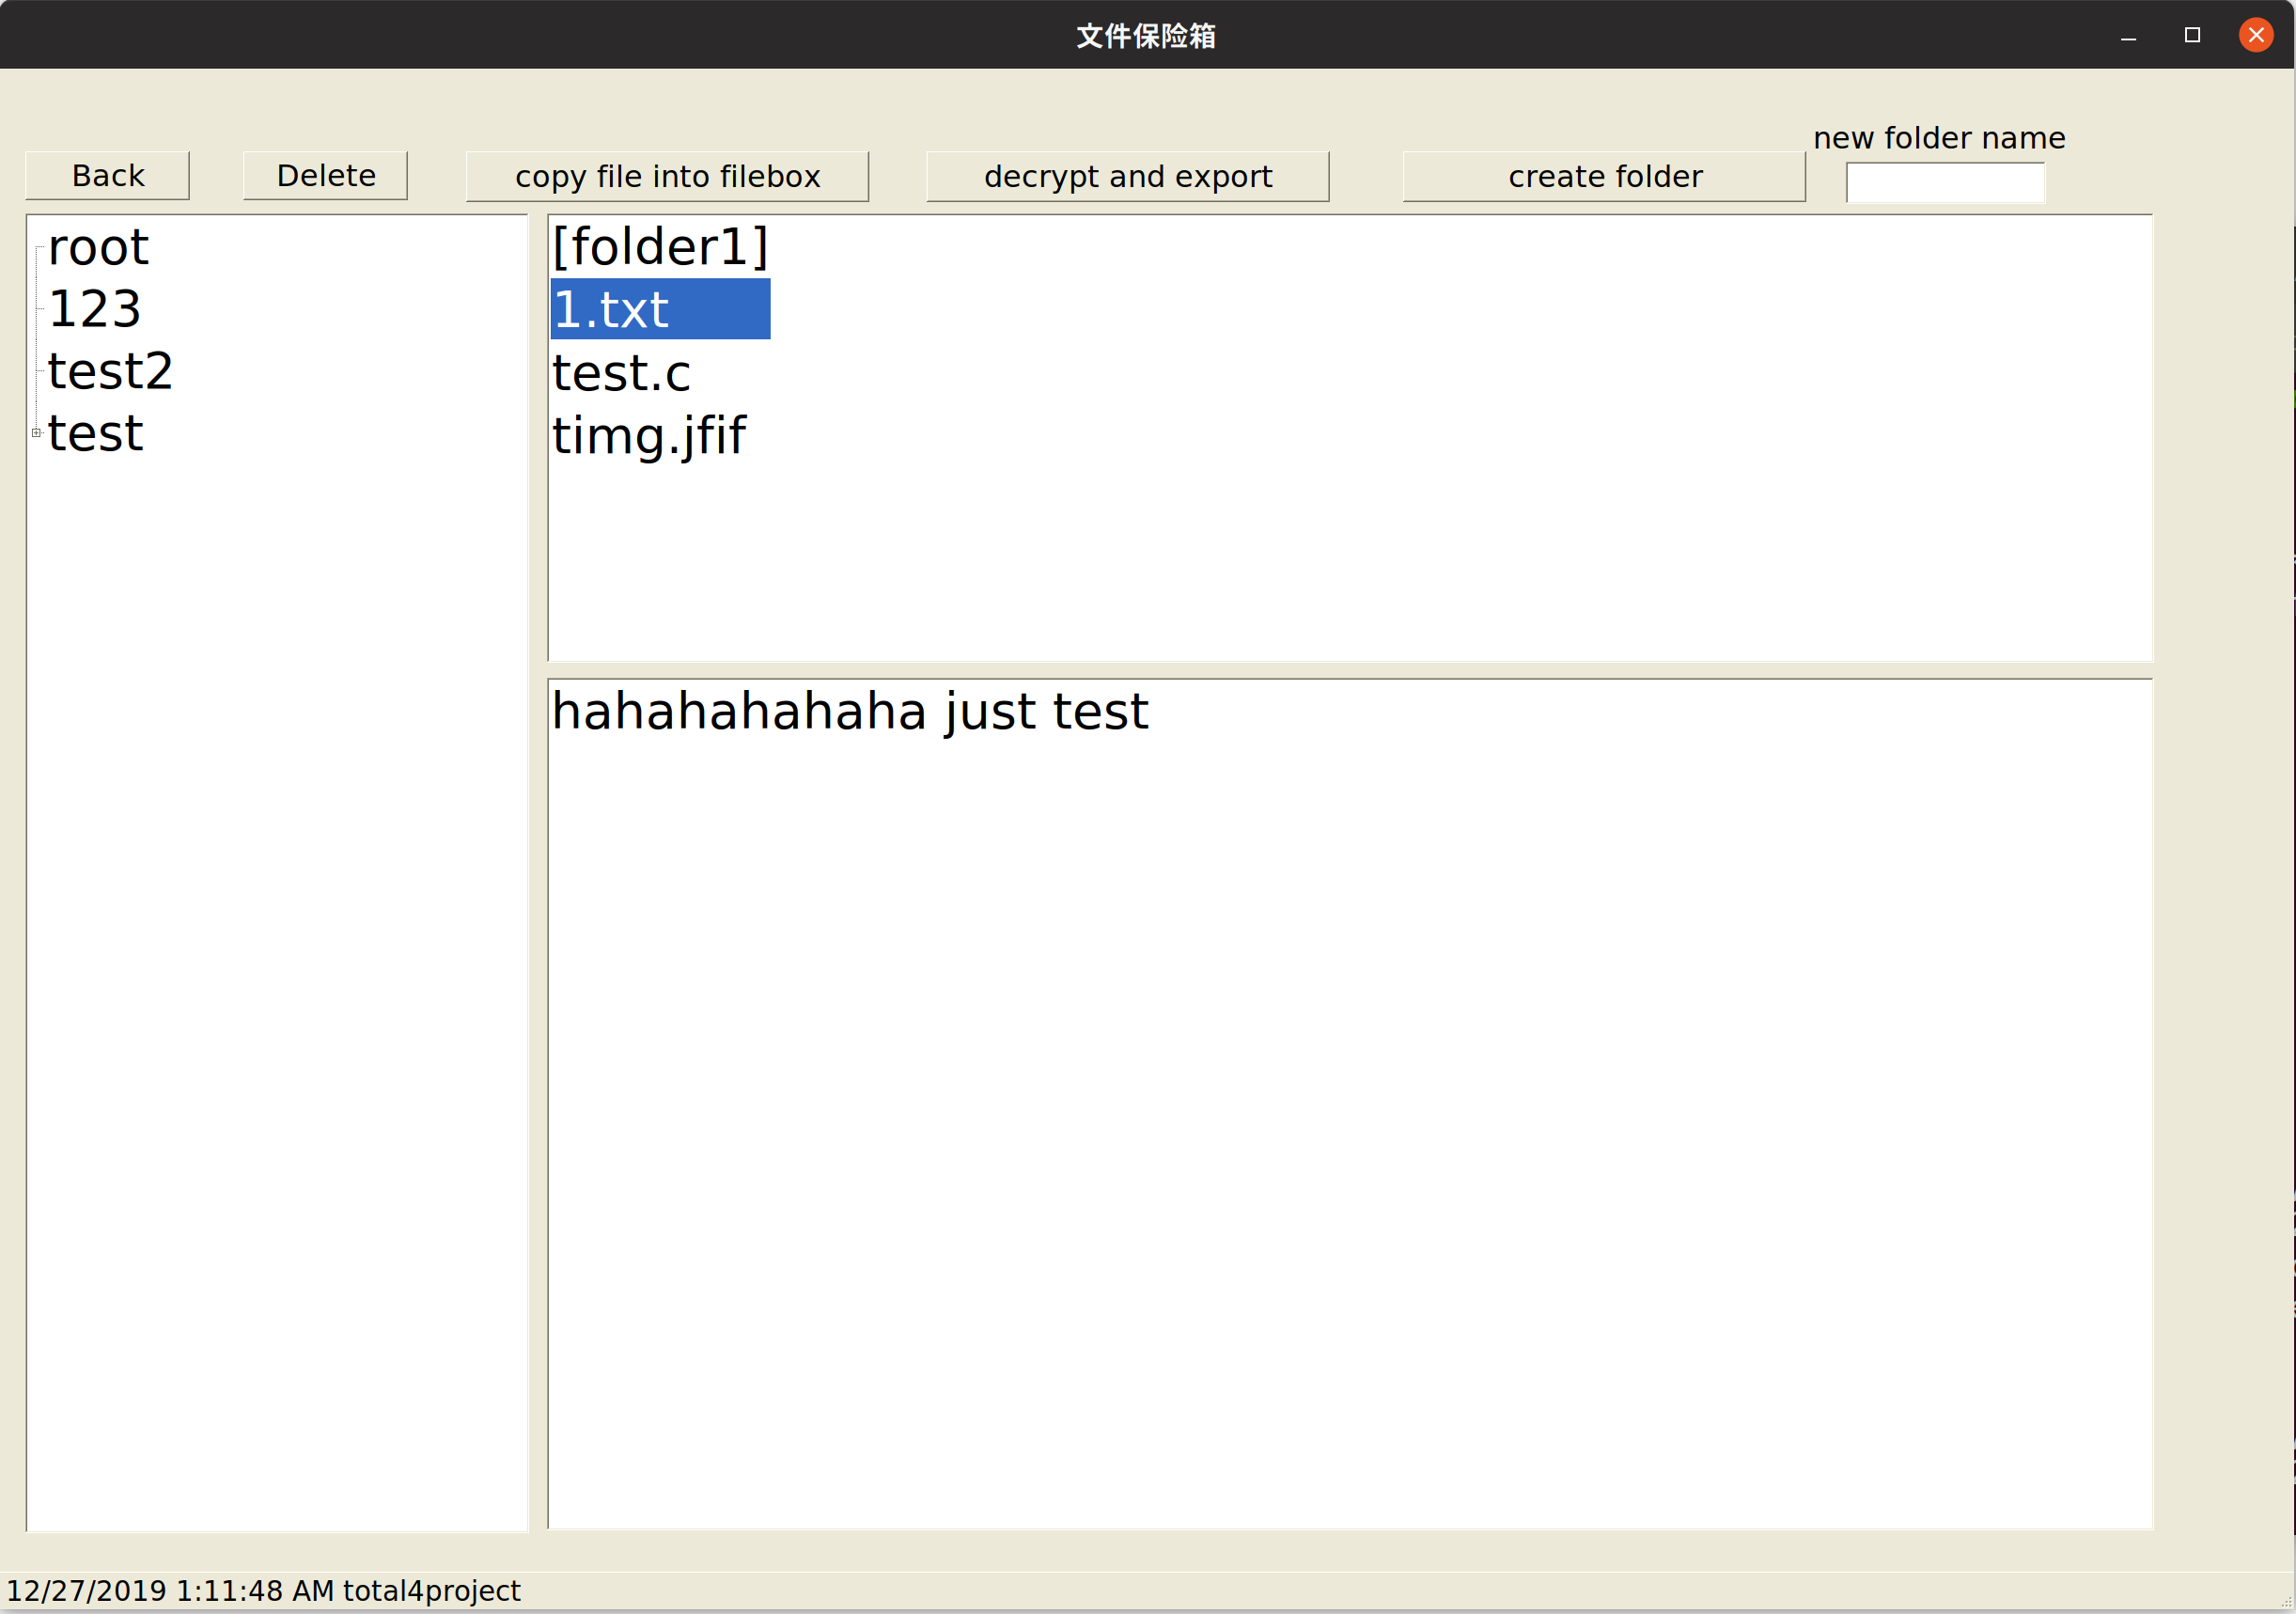 文件保险箱
new folder name
Back
Delete
copy file into filebox
decrypt and export
create folder
root
123
test2
test
[folder1]
1.txt
test.c
timg.jfif
hahahahahaha just test
12/27/2019 1:11:48 AM total4project